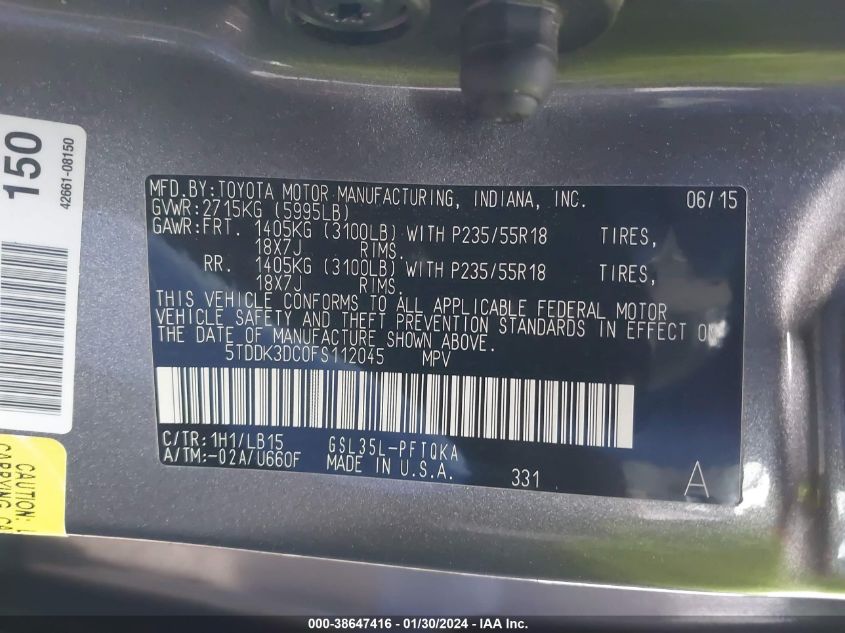 150
42661-08150
MFD.BY:TOYOTA MOTOR MANUFACTURING, INDIANA, INC. 06/15
GVWR:2715KG (5995LB)
GAWR:FRT. 1405KG (3100LB) WITH P235/55R18 TIRES,
18X7J RIMS.
RR. 1405KG (3100LB) WITH P235/55R18 TIRES,
18X7J RIMS.
THIS VEHICLE CONFORMS TO ALL APPLICABLE FEDERAL MOTOR
VEHICLE SAFETY AND THEFT PREVENTION STANDARDS IN EFFECT ON
THE DATE OF MANUFACTURE SHOWN ABOVE.
5TDDK3DC0FS112045 MPV
C/TR:1H1/LB15 GSL35L-PFTQKA
A/TM:-02A/U660F MADE IN U.S.A.
331 A
CAUTION:
CARRYING
000-38647416 - 01/30/2024 - IAA Inc.